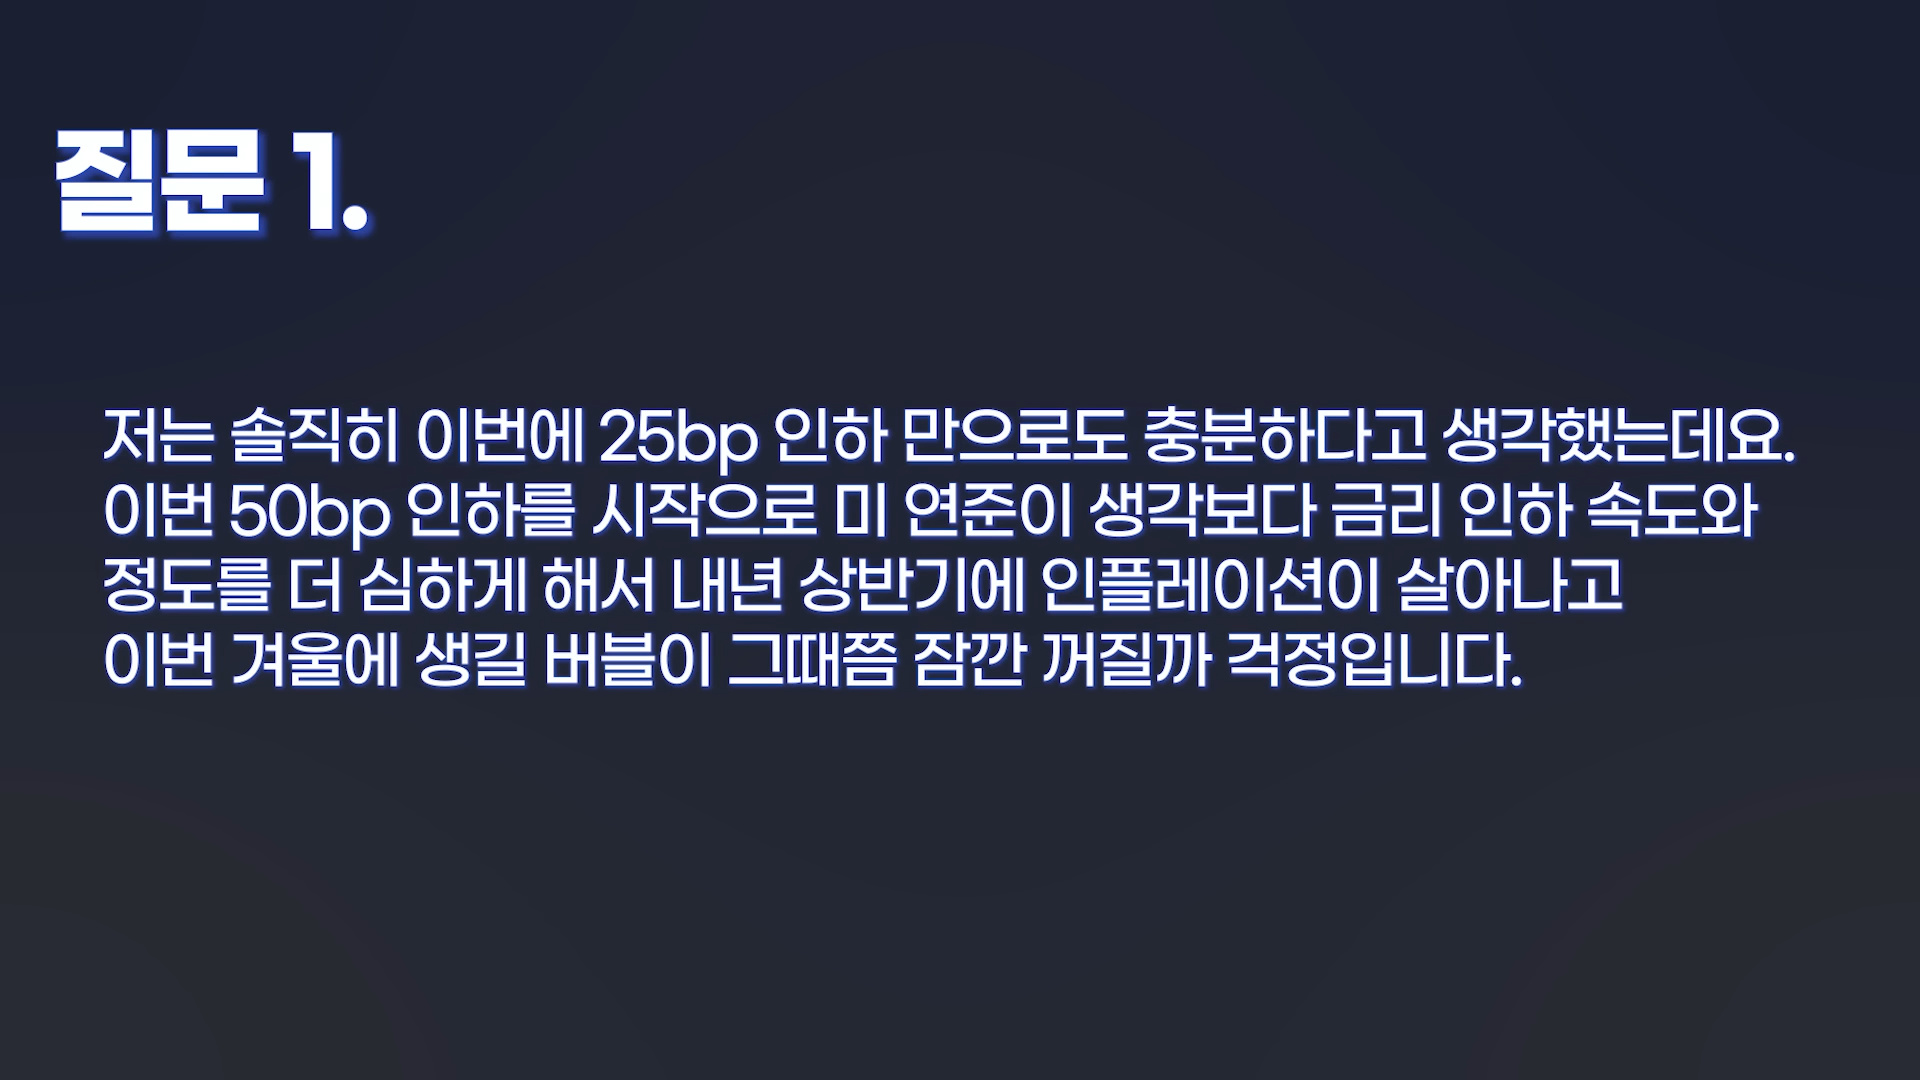 질문 1.
저는 솔직히 이번에 25bp 인하 만으로도 충분하다고 생각했는데요.
이번 50bp 인하를 시작으로 미 연준이 생각보다 금리 인하 속도와
정도를 더 심하게 해서 내년 상반기에 인플레이션이 살아나고
이번 겨울에 생길 버블이 그때쯤 잠깐 꺼질까 걱정입니다.